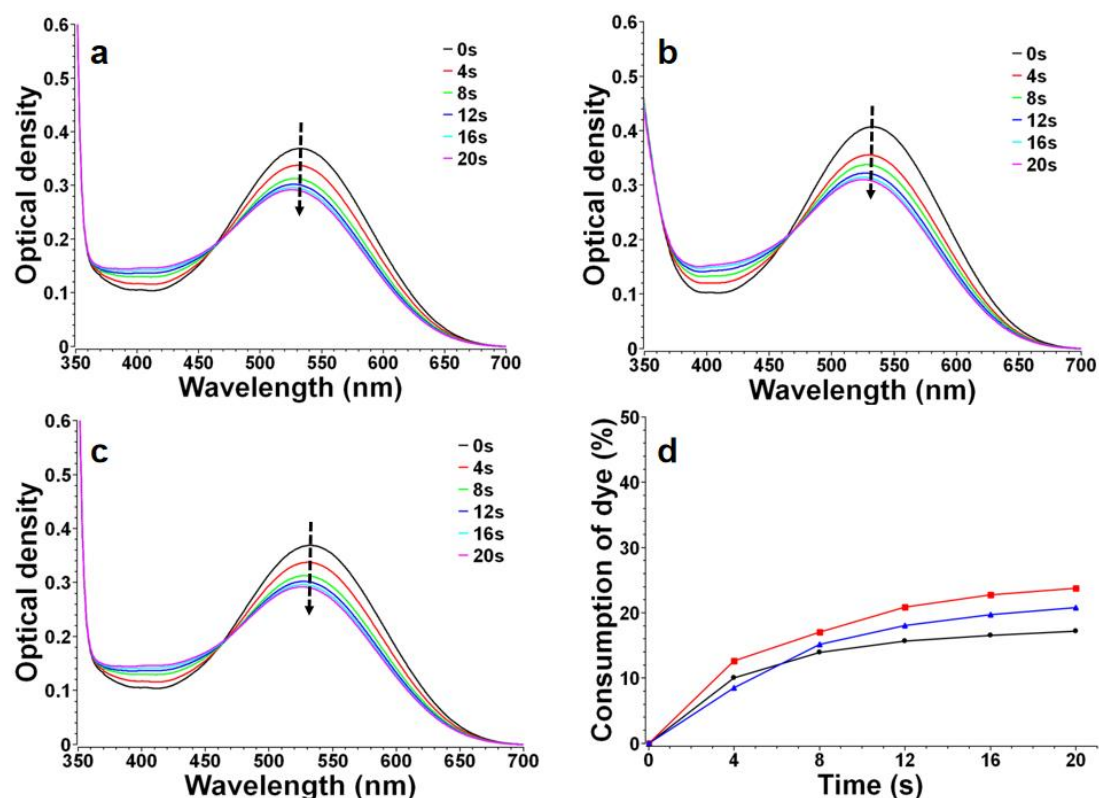 a
0.6
0.5
0.4
0.3
0.2
0.1
0
Optical density
0s
4s
8s
12s
16s
20s
350 400 450 500 550 600 650 700
Wavelength (nm)
b
0.6
0.5
0.4
0.3
0.2
0.1
0
Optical density
0s
4s
8s
12s
16s
20s
350 400 450 500 550 600 650 700
Wavelength (nm)
c
0.6
0.5
0.4
0.3
0.2
0.1
0
Optical density
0s
4s
8s
12s
16s
20s
350 400 450 500 550 600 650 700
Wavelength (nm)
d
50
40
30
20
10
0
Consumption of dye (%)
0 4 8 12 16 20
Time (s)